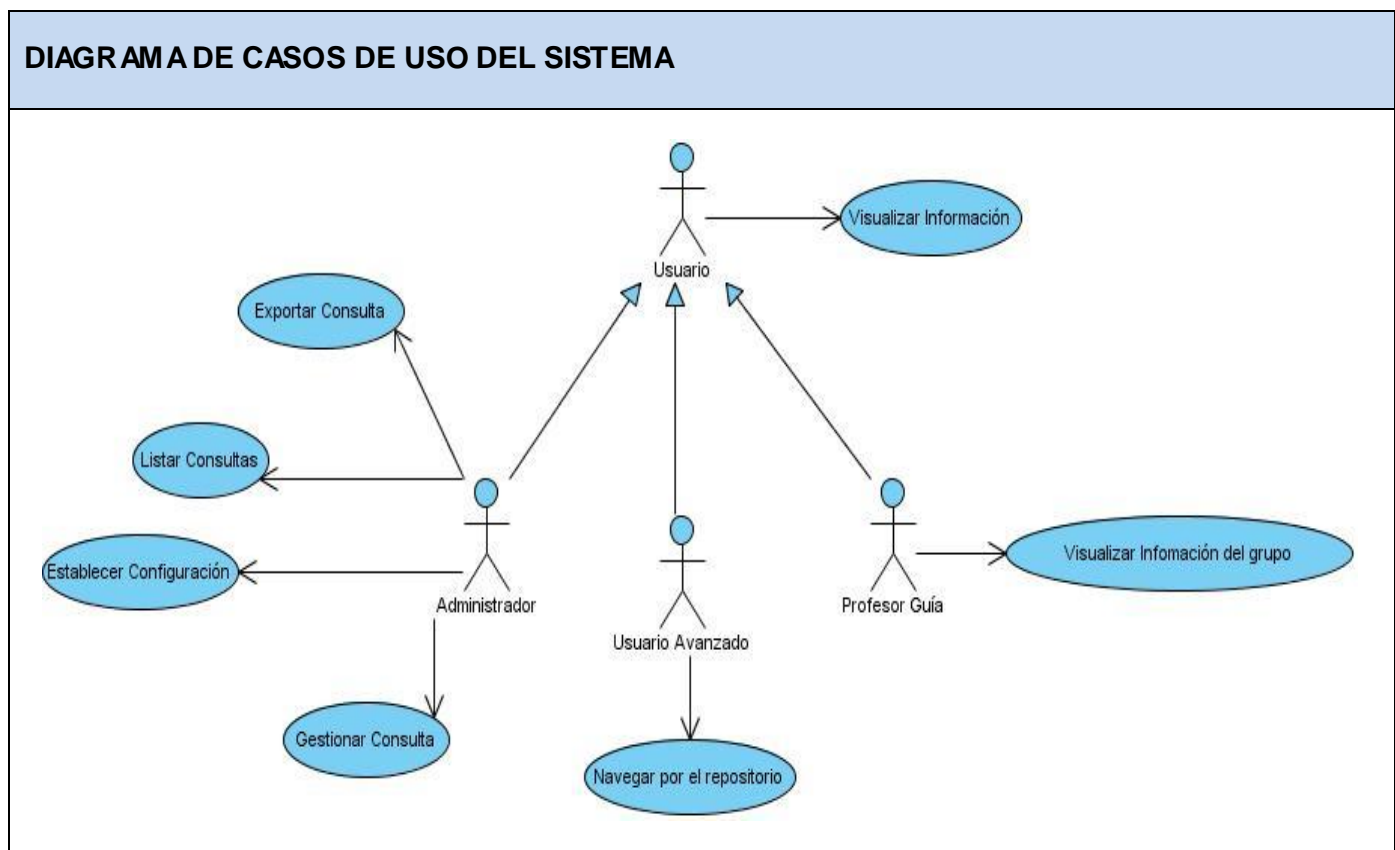 DIAGRAMA DE CASOS DE USO DEL SISTEMA
Visualizar Información
Usuario
Exportar Consulta
Listar Consultas
Establecer Configuración
Administrador
Visualizar Infomación del grupo
Profesor Guía
Usuario Avanzado
Gestionar Consulta
Navegar por el repositorio